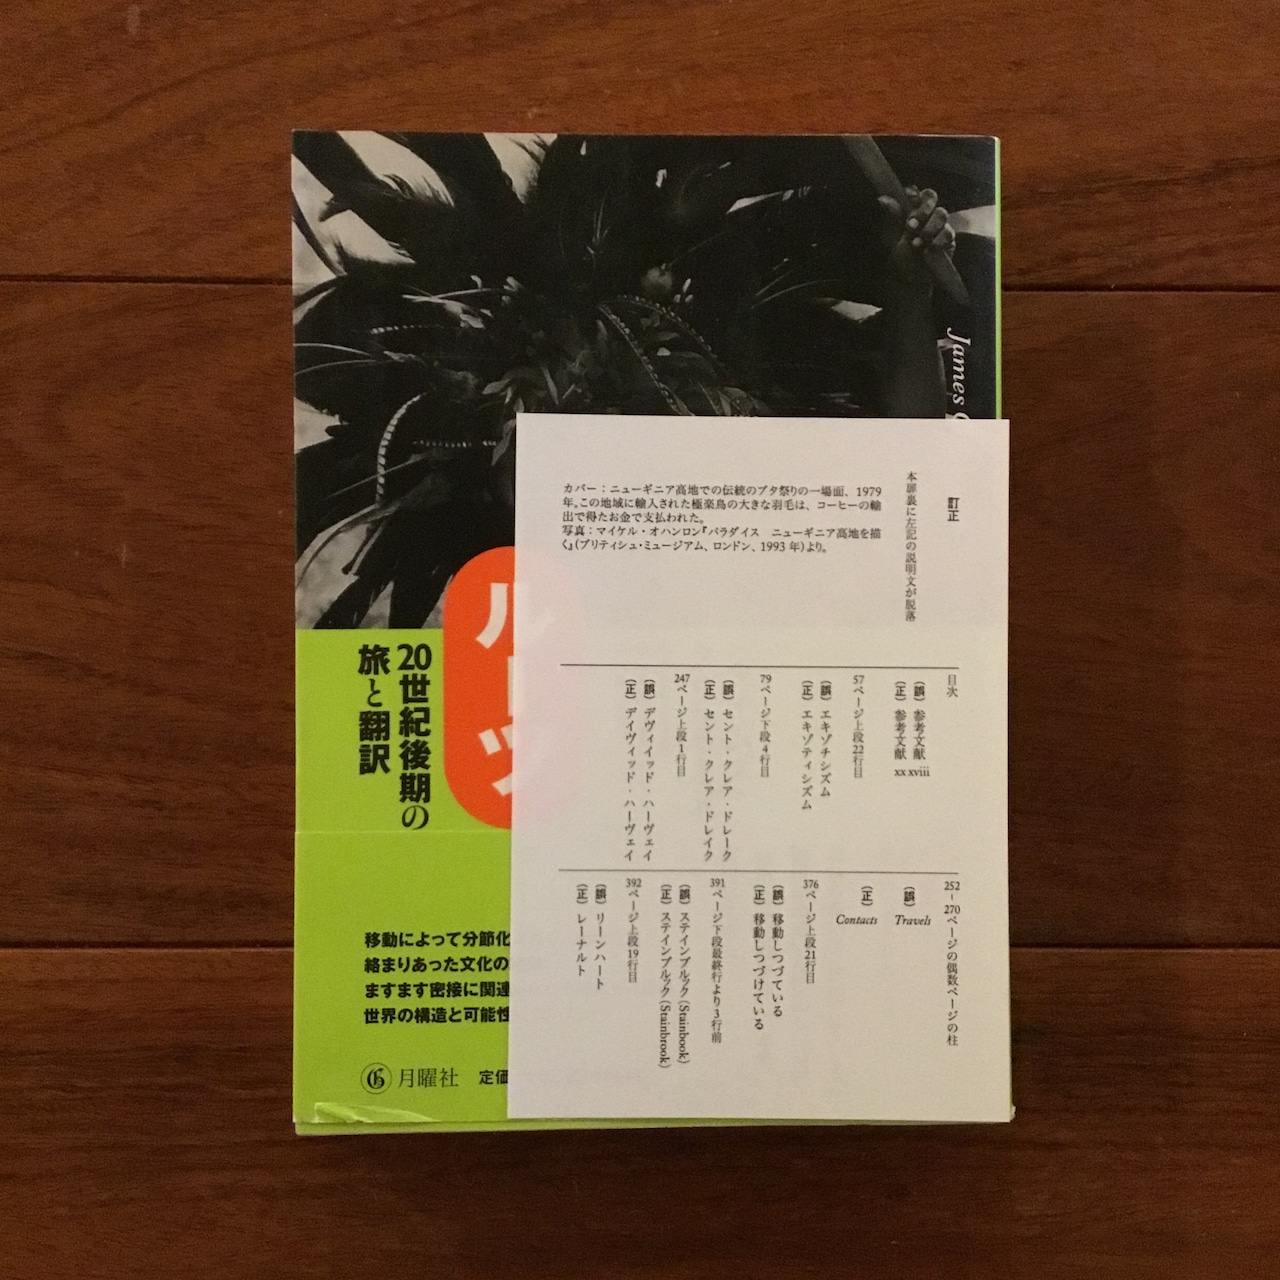 James
ルーツ
20世紀後期の
旅と翻訳
移動によって分節化
絡まりあった文化の
ますます密接に関連
世界の構造と可能性
月曜社 定価
訂正
本扉裏に左記の説明文が脱落
カバー：ニューギニア高地での伝統のブタ祭りの一場面、1979
年。この地域に輸入された極楽鳥の大きな羽毛は、コーヒーの輸
出で得たお金で支払われた。
写真：マイケル・オハンロン『パラダイス　ニューギニア高地を描
く』(ブリティシュ・ミュージアム、ロンドン、1993 年)より。
目次
（誤）参考文献 xviii
（正）参考文献 xx
57ページ上段22行目
（誤）エキゾチシズム
（正）エキゾティシズム
79ページ下段4行目
（誤）セント・クレア・ドレーク
（正）セント・クレア・ドレイク
247ページ上段1行目
（誤）デヴィイッド・ハーヴェイ
（正）デイヴィッド・ハーヴェイ
252–270ページの偶数ページの柱
（誤）Travels
（正）Contacts
376ページ上段21行目
（誤）移動しつづている
（正）移動しつづけている
391ページ下段最終行より3行前
（誤）ステインブルック(Stainbook)
（正）ステインブルック(Stainbrook)
392ページ上段19行目
（誤）リーンハート
（正）レーナルト